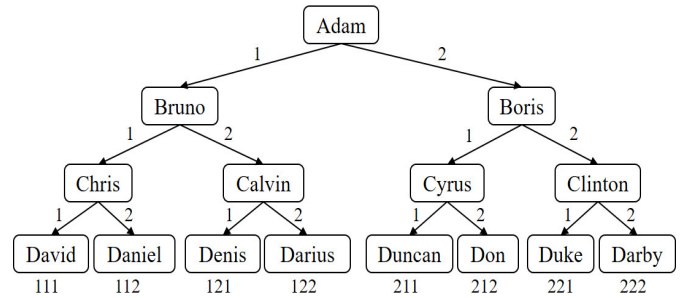 Adam
1 2
Bruno Boris
1 2 1 2
Chris Calvin Cyrus Clinton
1 2 1 2 1 2 1 2
David Daniel Denis Darius Duncan Don Duke Darby
111 112 121 122 211 212 221 222